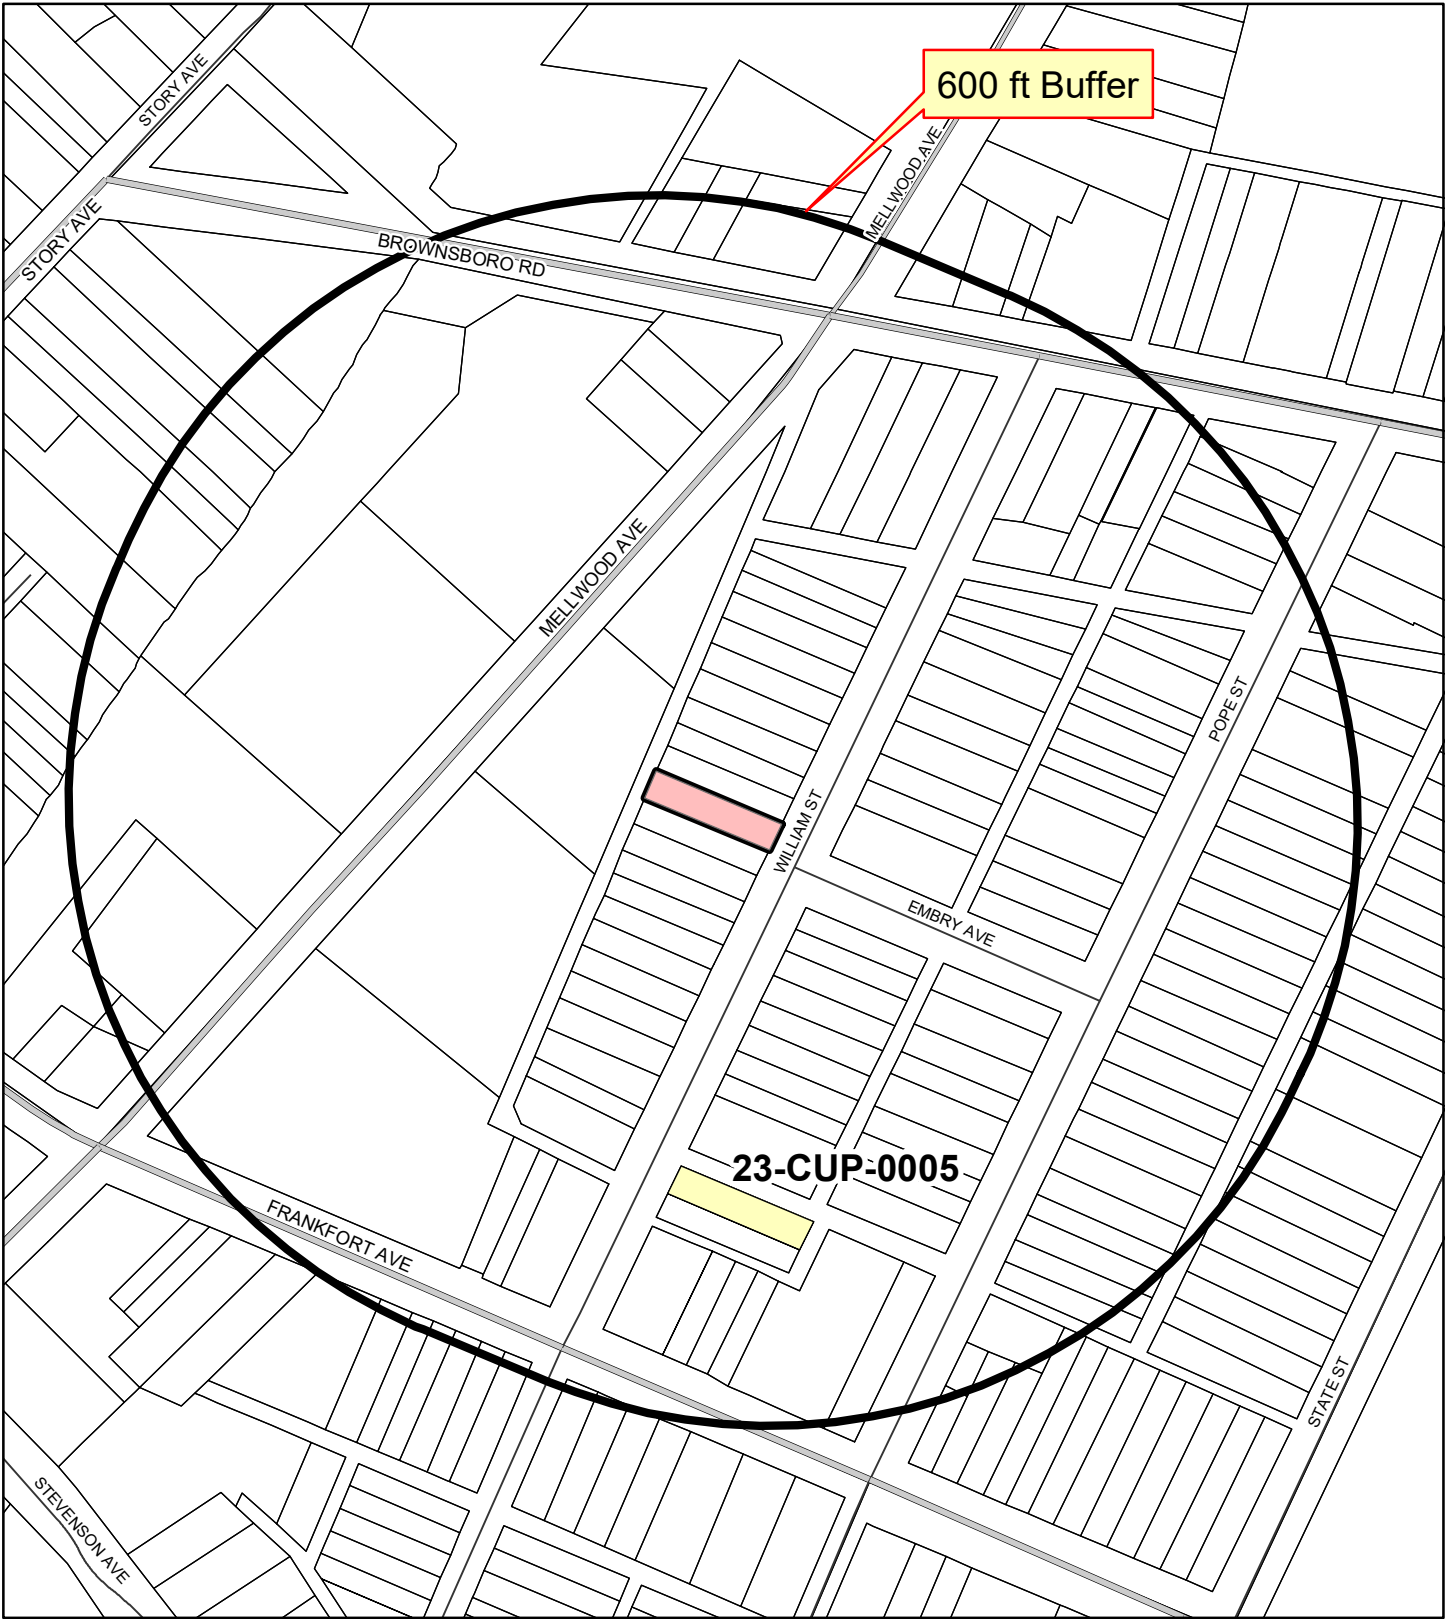 STORY AVE
600 ft Buffer
MELLWOOD AVE
STORY AVE
BROWNSBORO RD
MELLWOOD AVE
POPE ST
WILLIAM ST
EMBRY AVE
23-CUP-0005
FRANKFORT AVE
STATE ST
STEVENSON AVE